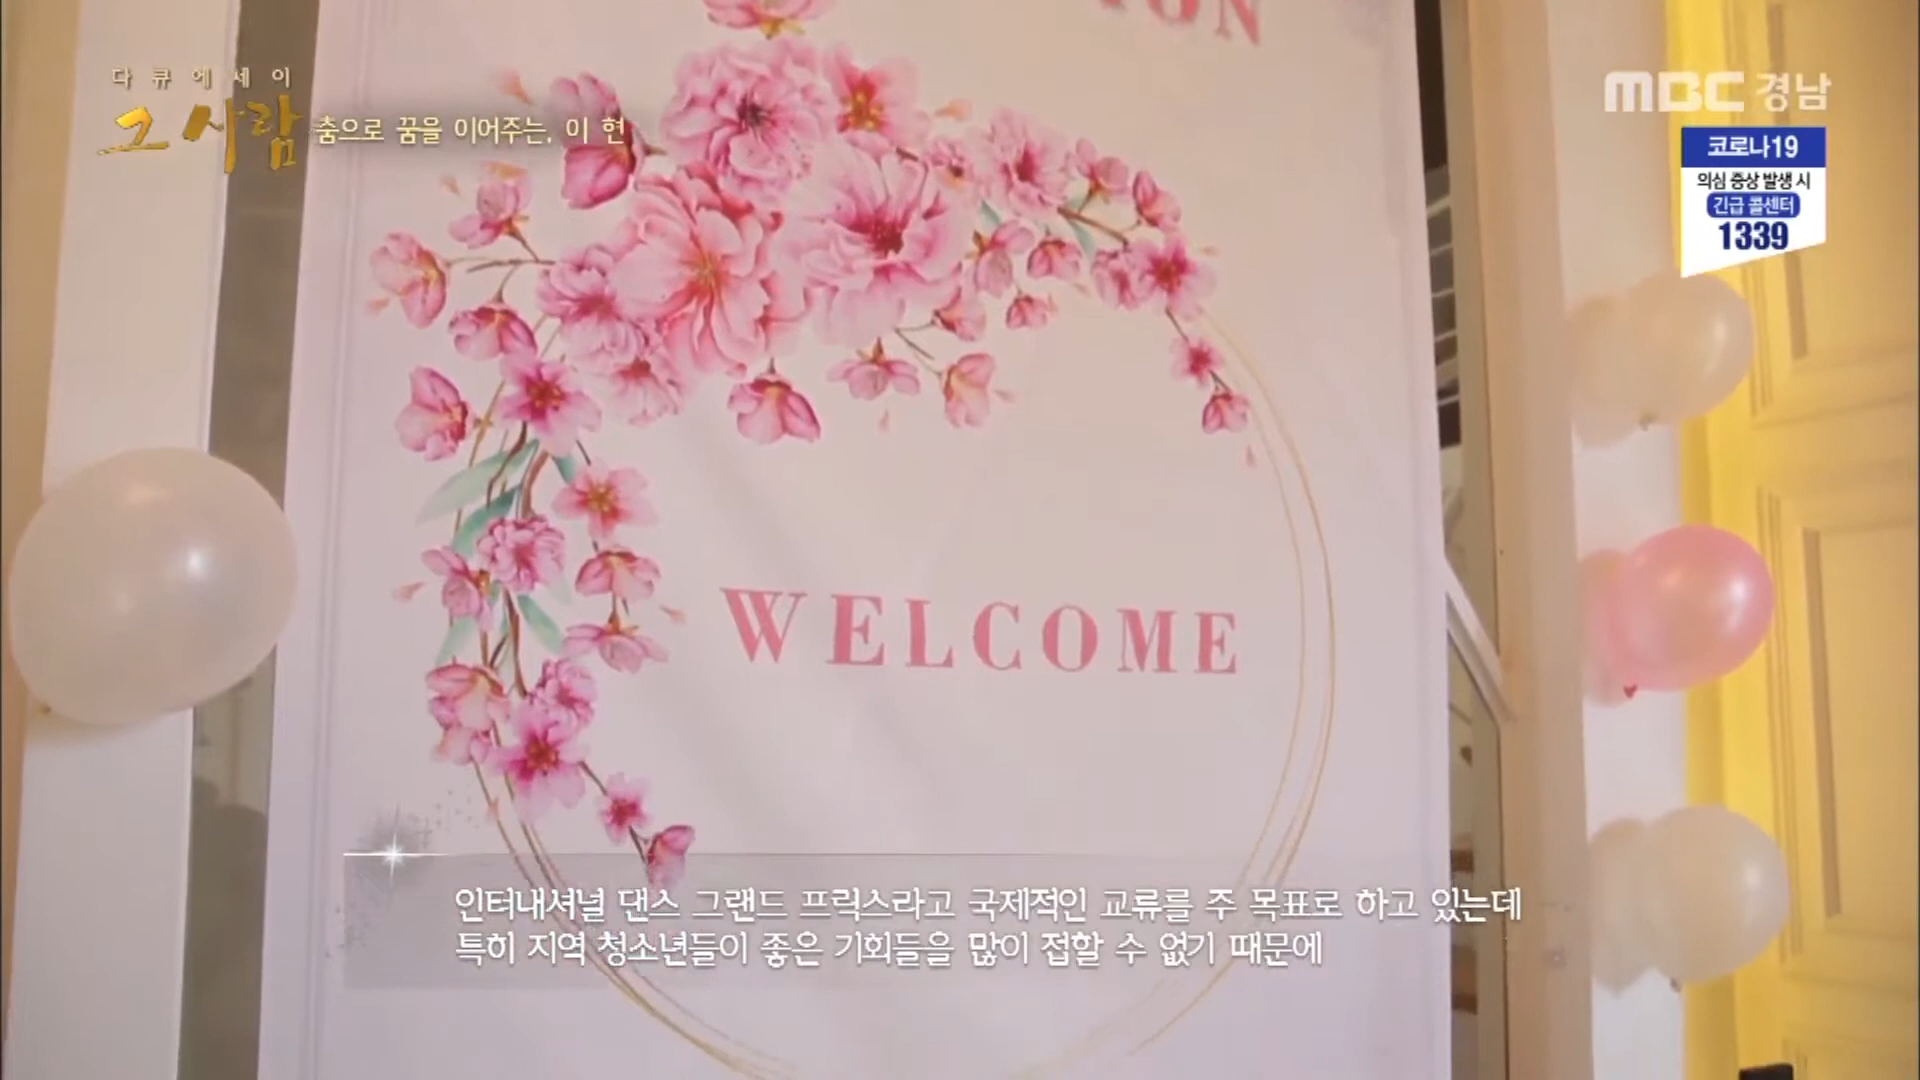 다큐에세이
그 사람 춤으로 꿈을 이어주는, 이 현
MBC 경남
코로나19
의심 증상 발생 시
긴급 콜센터
1339
WELCOME
인터내셔널 댄스 그랜드 프릭스라고 국제적인 교류를 주 목표로 하고 있는데
특히 지역 청소년들이 좋은 기회들을 많이 접할 수 없기 때문에